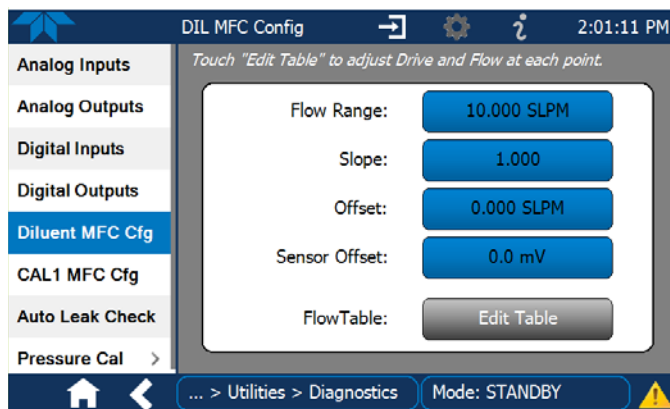 DIL MFC Config
2:01:11 PM
Analog Inputs
Analog Outputs
Digital Inputs
Digital Outputs
Diluent MFC Cfg
CAL1 MFC Cfg
Auto Leak Check
Pressure Cal >
Touch "Edit Table" to adjust Drive and Flow at each point.
Flow Range: 10.000 SLPM
Slope: 1.000
Offset: 0.000 SLPM
Sensor Offset: 0.0 mV
FlowTable: Edit Table
... > Utilities > Diagnostics
Mode: STANDBY